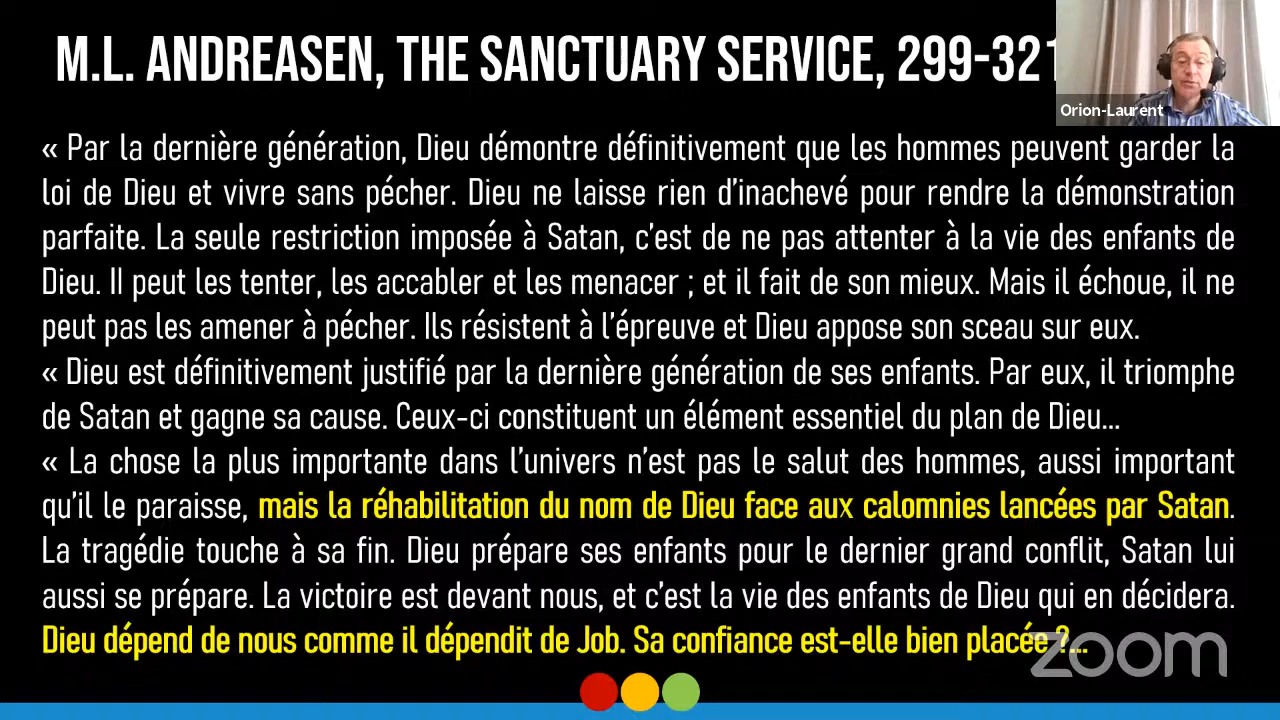 M.L. ANDREASEN, THE SANCTUARY SERVICE, 299-321
Orion-Laurent
« Par la dernière génération, Dieu démontre définitivement que les hommes peuvent garder la
loi de Dieu et vivre sans pécher. Dieu ne laisse rien d’inachevé pour rendre la démonstration
parfaite. La seule restriction imposée à Satan, c’est de ne pas attenter à la vie des enfants de
Dieu. Il peut les tenter, les accabler et les menacer ; et il fait de son mieux. Mais il échoue, il ne
peut pas les amener à pécher. Ils résistent à l’épreuve et Dieu appose son sceau sur eux.
« Dieu est définitivement justifié par la dernière génération de ses enfants. Par eux, il triomphe
de Satan et gagne sa cause. Ceux-ci constituent un élément essentiel du plan de Dieu…
« La chose la plus importante dans l’univers n’est pas le salut des hommes, aussi important
qu’il le paraisse, mais la réhabilitation du nom de Dieu face aux calomnies lancées par Satan.
La tragédie touche à sa fin. Dieu prépare ses enfants pour le dernier grand conflit, Satan lui
aussi se prépare. La victoire est devant nous, et c’est la vie des enfants de Dieu qui en décidera.
Dieu dépend de nous comme il dépendit de Job. Sa confiance est-elle bien placée ?…
zoom